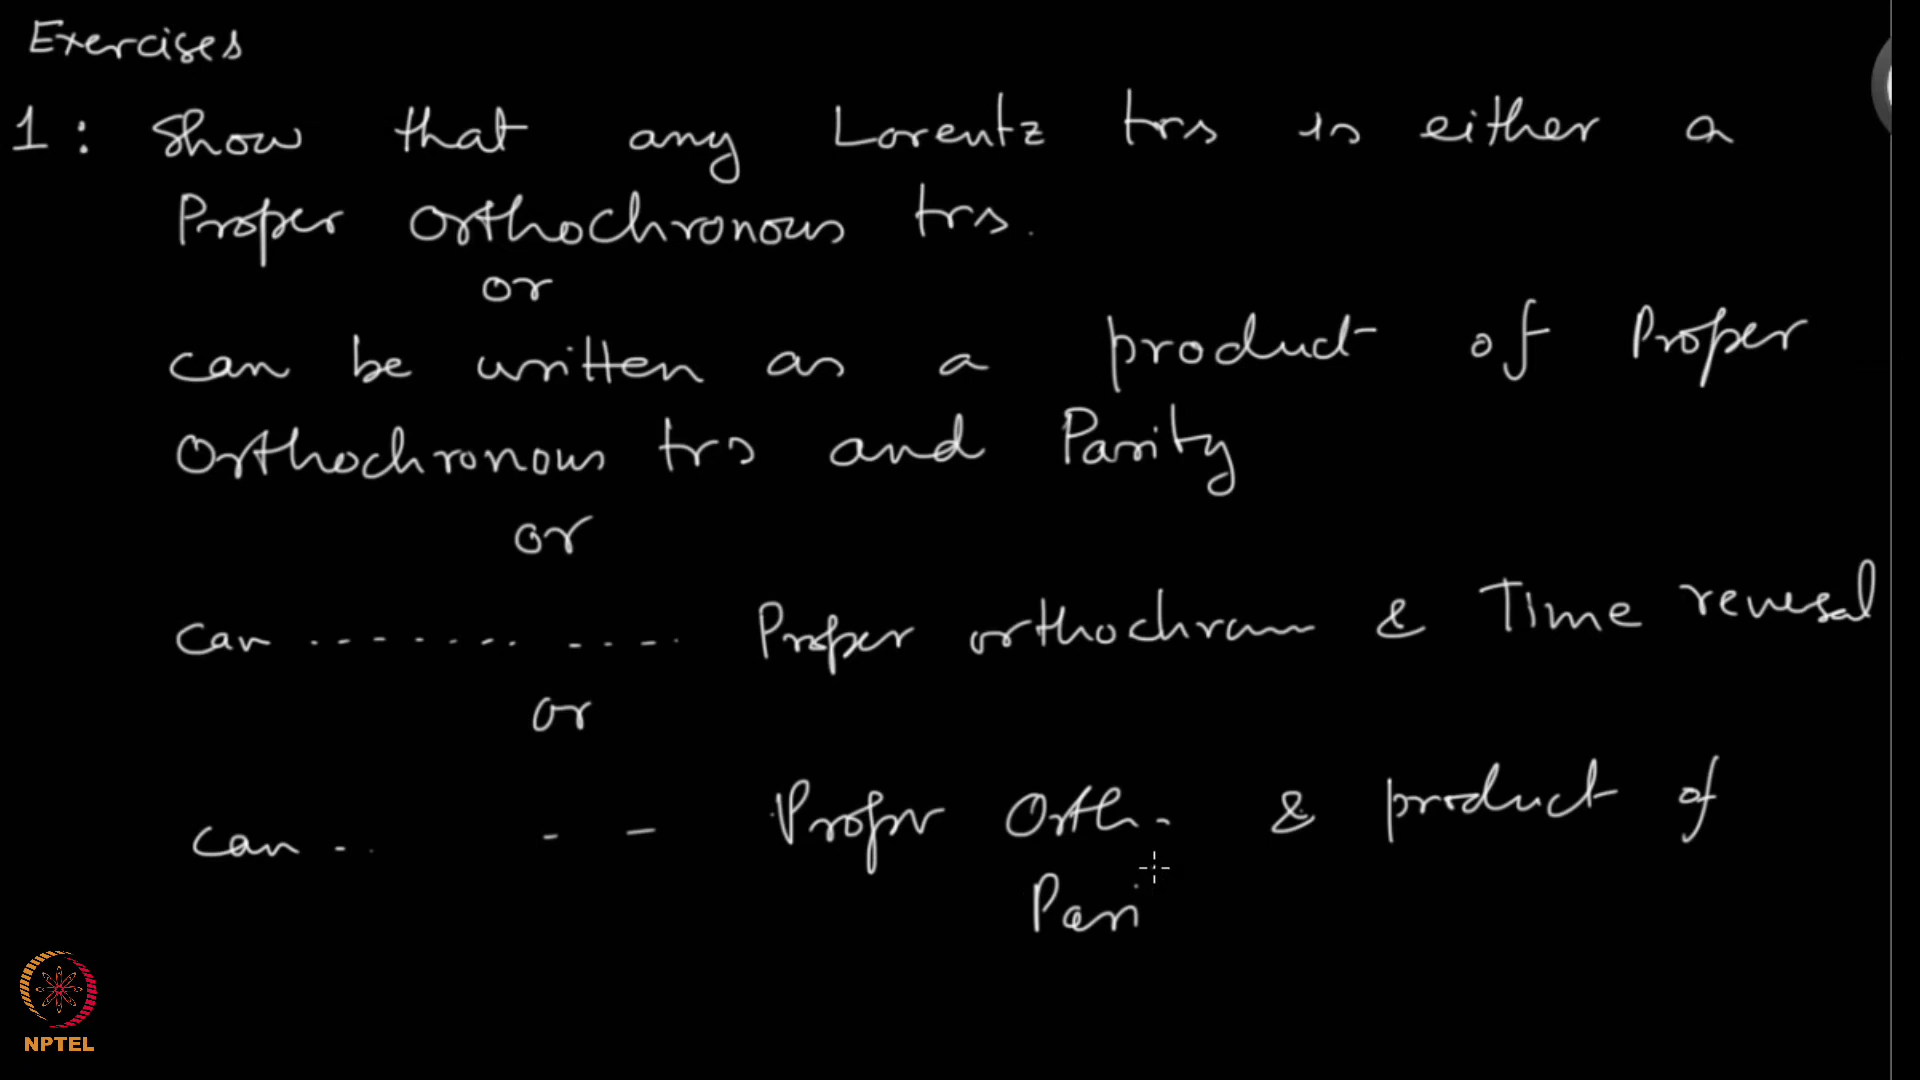 Exercises
1: Show that any Lorentz trs is either a
Proper Orthochronous trs.
or
can be written as a product of Proper
Orthochronous trs and Parity
or
can ............ Proper orthochron & Time reversal
or
can .. - - Proper Orth. & product of
Pari
NPTEL